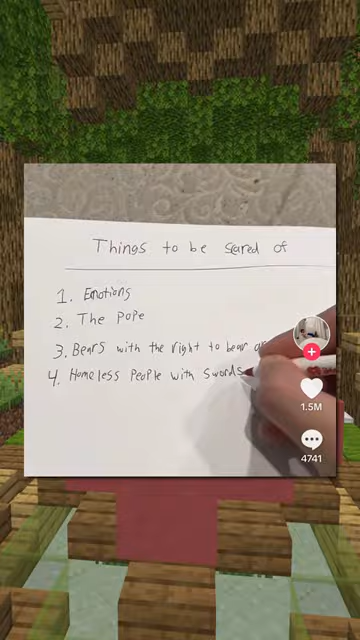 Things to be scared of
1. Emotions
2. The Pope
3. Bears with the right to bear
4. Homeless People with Swords
1.5M
4741